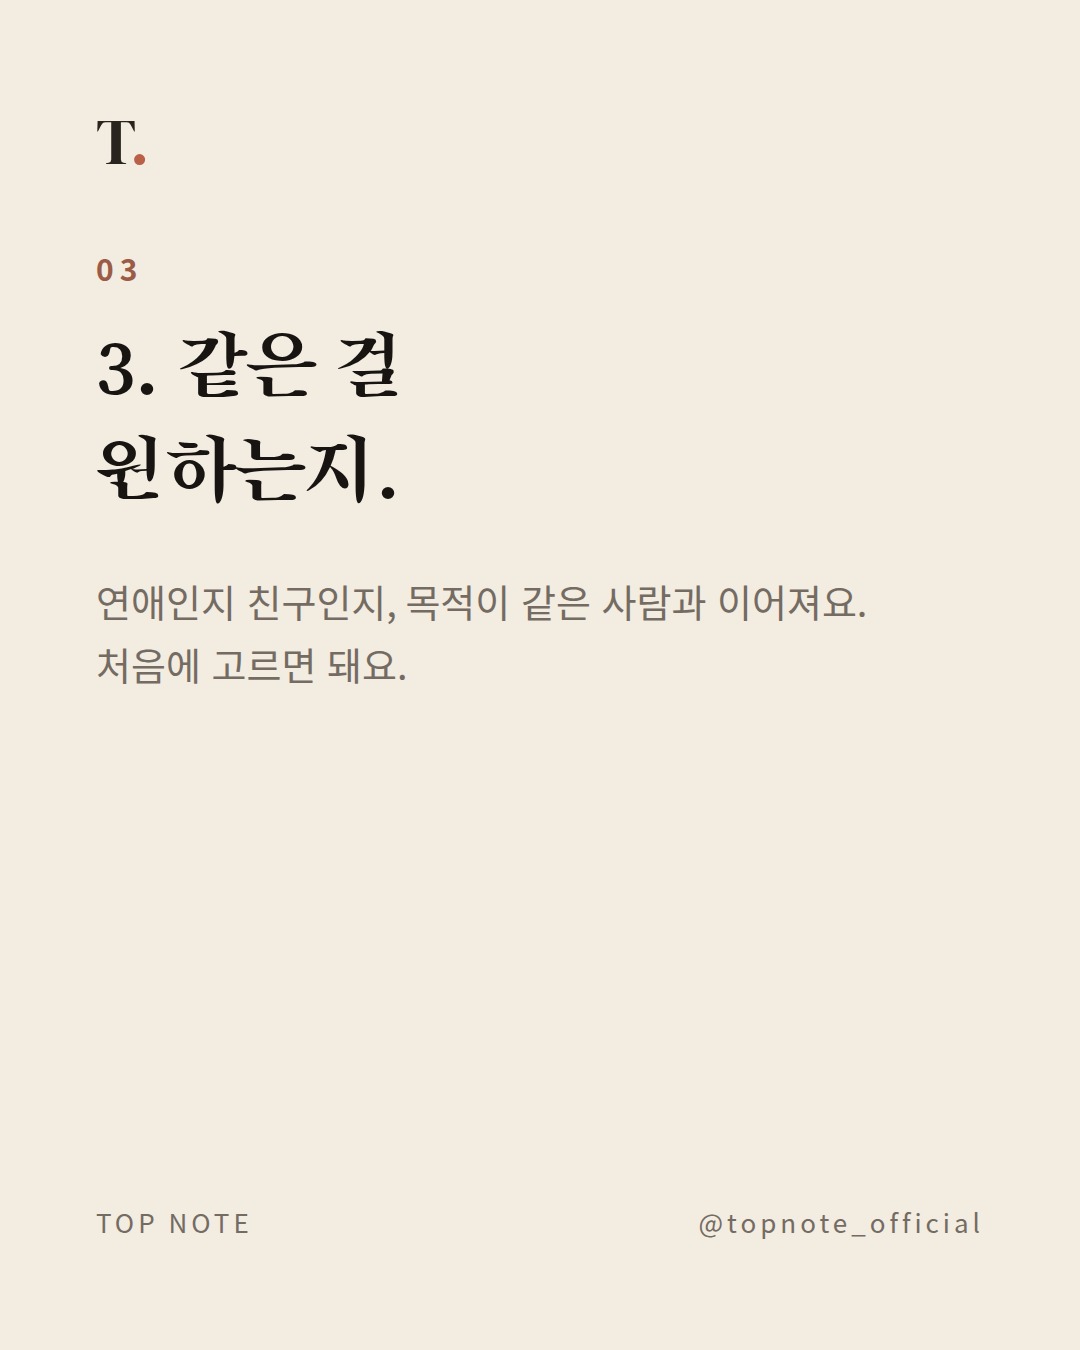 T.
03
3. 같은 걸
원하는지.
연애인지 친구인지, 목적이 같은 사람과 이어져요.
처음에 고르면 돼요.
TOP NOTE
@topnote_official